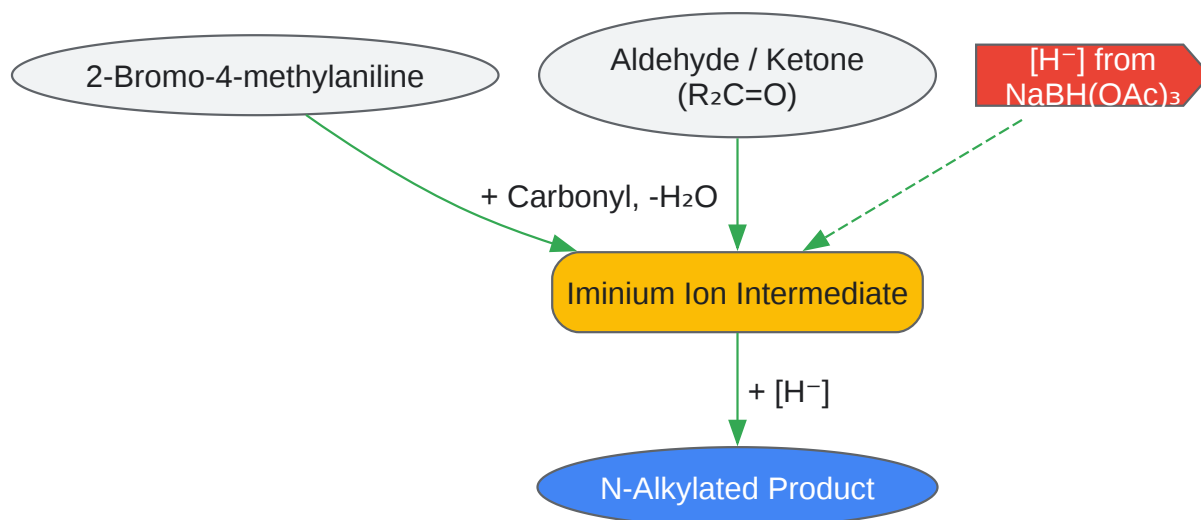 2-Bromo-4-methylaniline
Aldehyde / Ketone
(R₂C=O)
[H⁻] from
NaBH(OAc)₃
+ Carbonyl, -H₂O
Iminium Ion Intermediate
+ [H⁻]
N-Alkylated Product